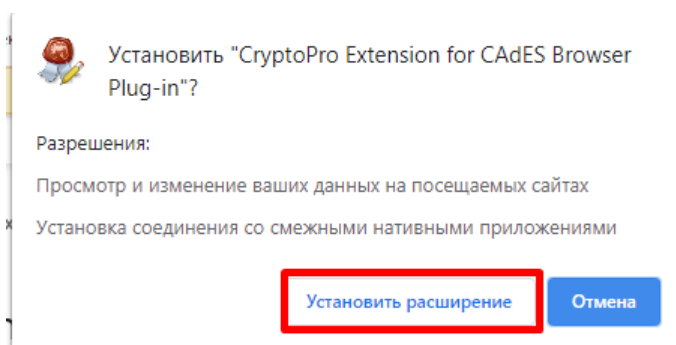 Установить "CryptoPro Extension for CAdES Browser
Plug-in"?
Разрешения:
Просмотр и изменение ваших данных на посещаемых сайтах
Установка соединения со смежными нативными приложениями
Установить расширение
Отмена